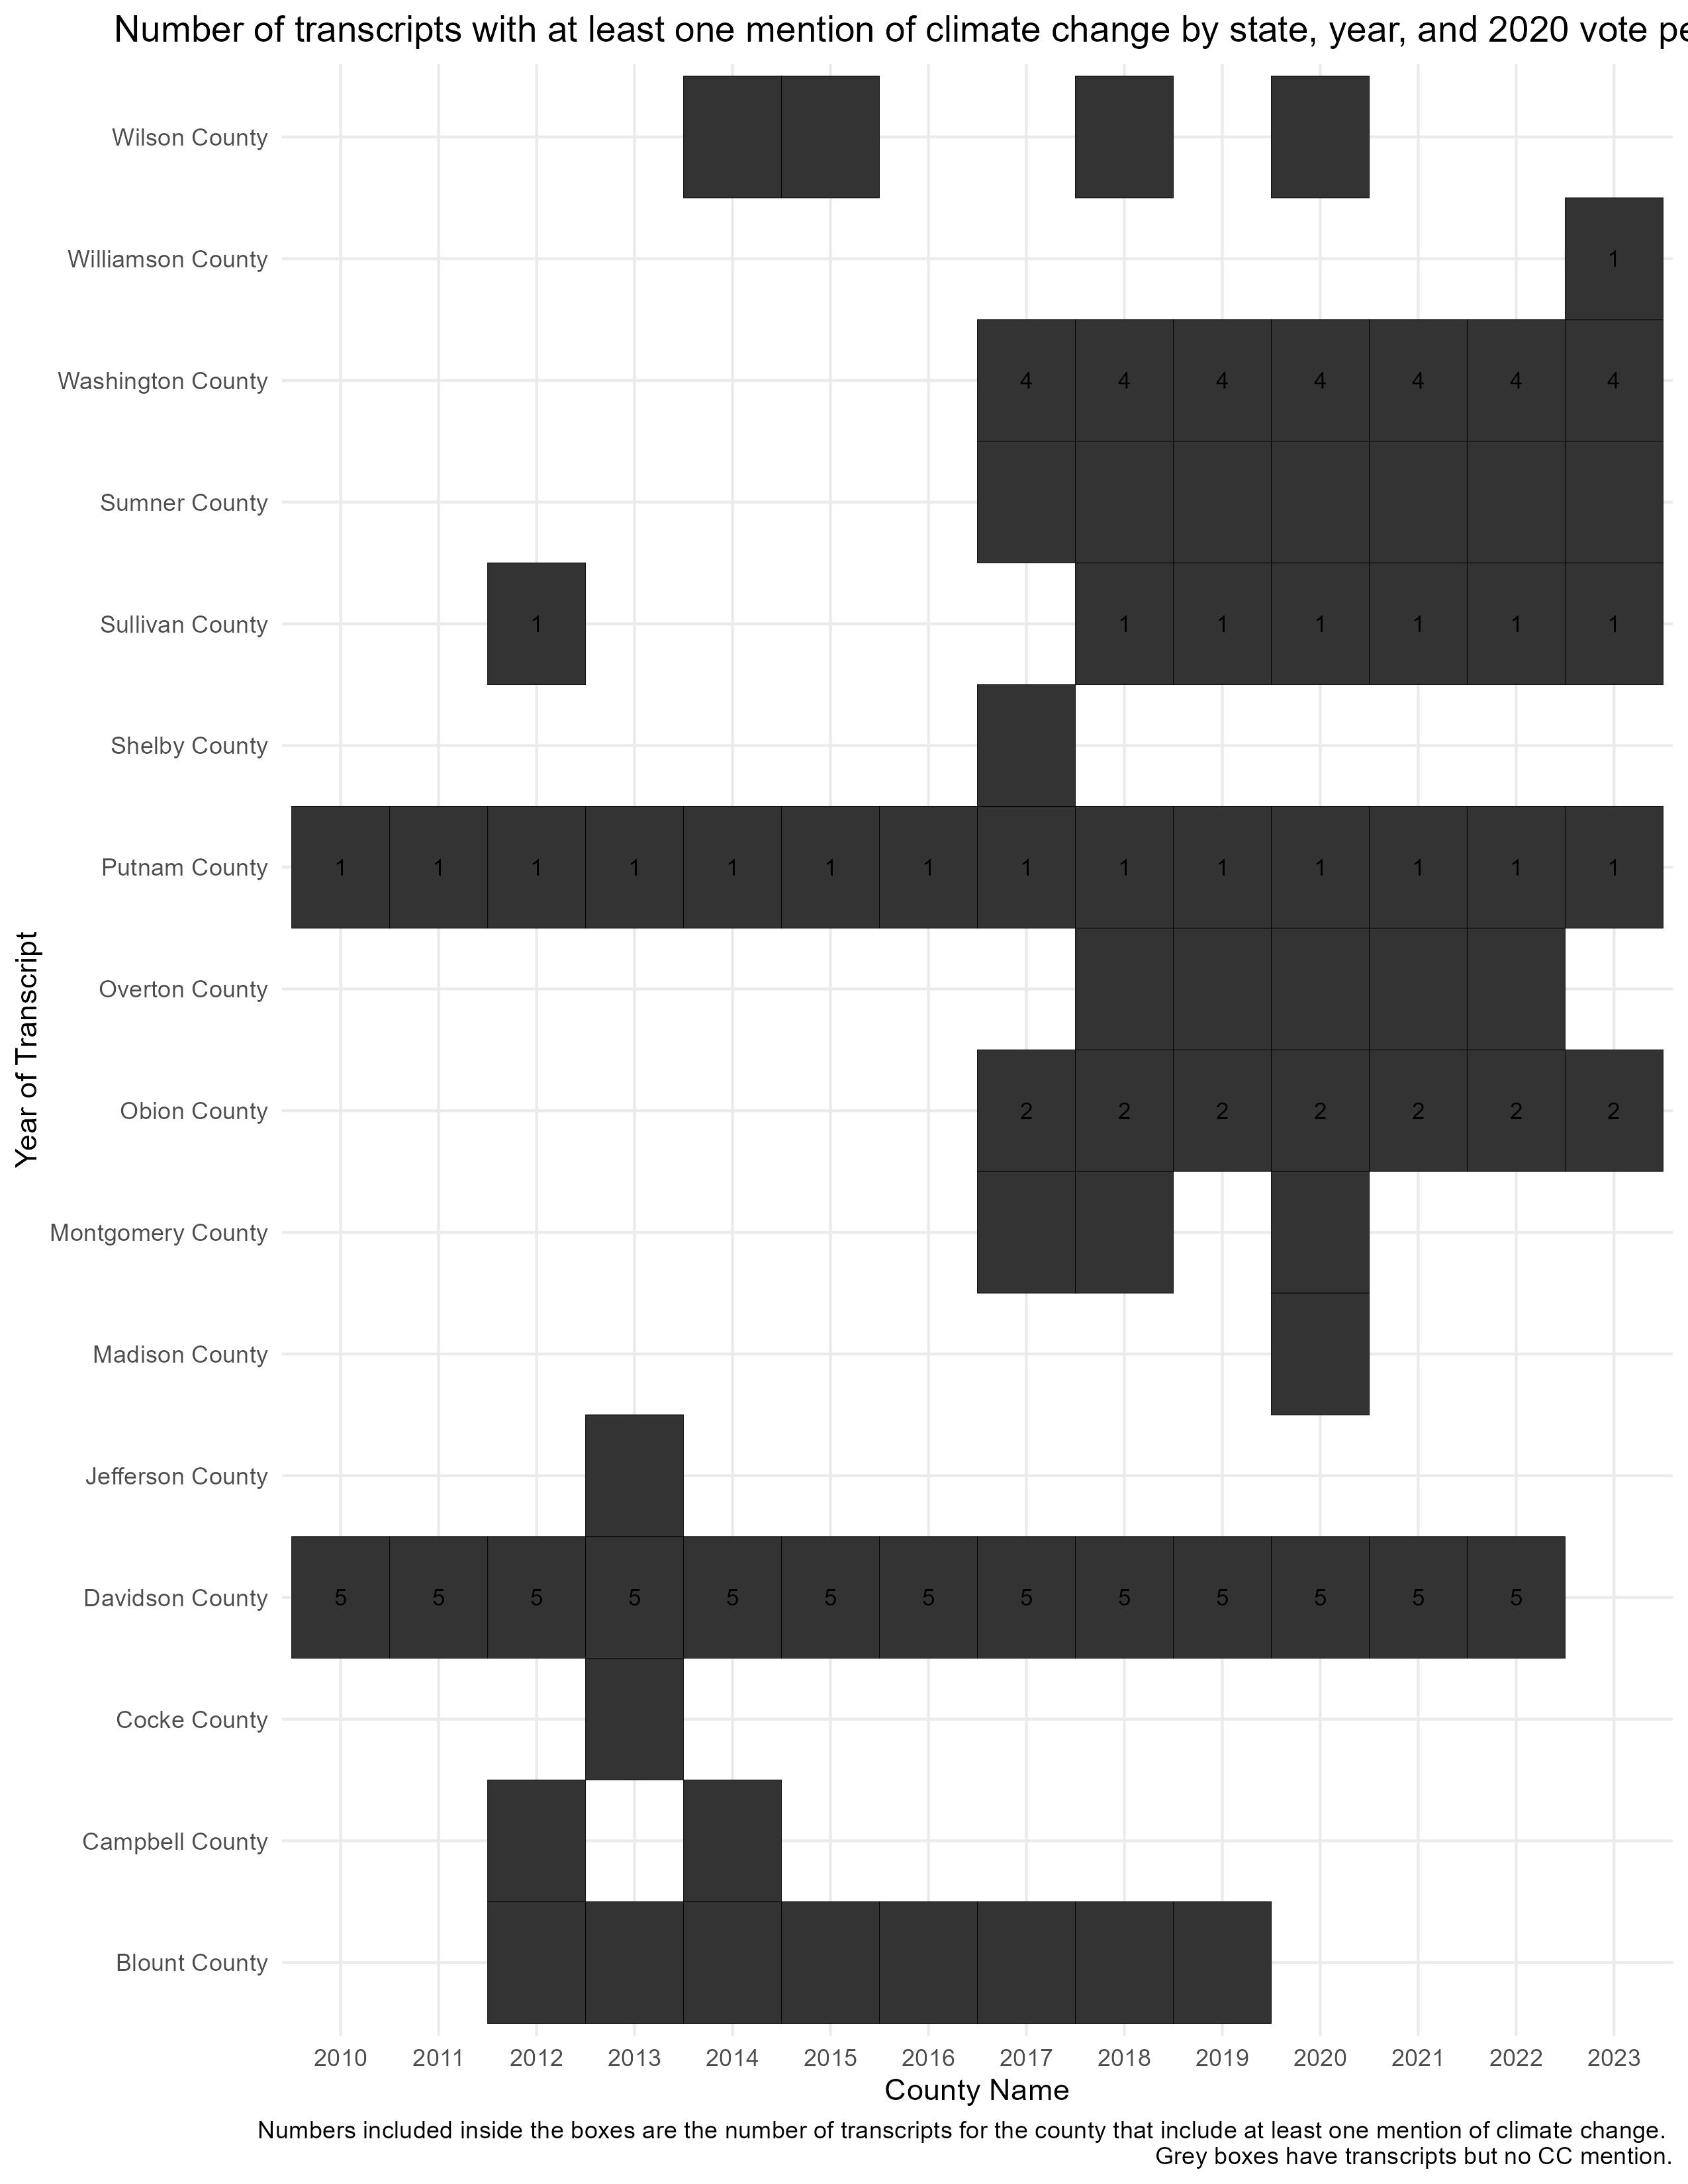 Number of transcripts with at least one mention of climate change by state, year, and 2020 vote pe
Wilson County
Williamson County 1
Washington County 4 4 4 4 4 4 4
Sumner County
Sullivan County 1 1 1 1 1 1 1
Shelby County
Putnam County 1 1 1 1 1 1 1 1 1 1 1 1 1 1
Overton County
Obion County 2 2 2 2 2 2 2
Montgomery County
Madison County
Jefferson County
Davidson County 5 5 5 5 5 5 5 5 5 5 5 5 5
Cocke County
Campbell County
Blount County
Year of Transcript
2010 2011 2012 2013 2014 2015 2016 2017 2018 2019 2020 2021 2022 2023
County Name
Numbers included inside the boxes are the number of transcripts for the county that include at least one mention of climate change.
Grey boxes have transcripts but no CC mention.